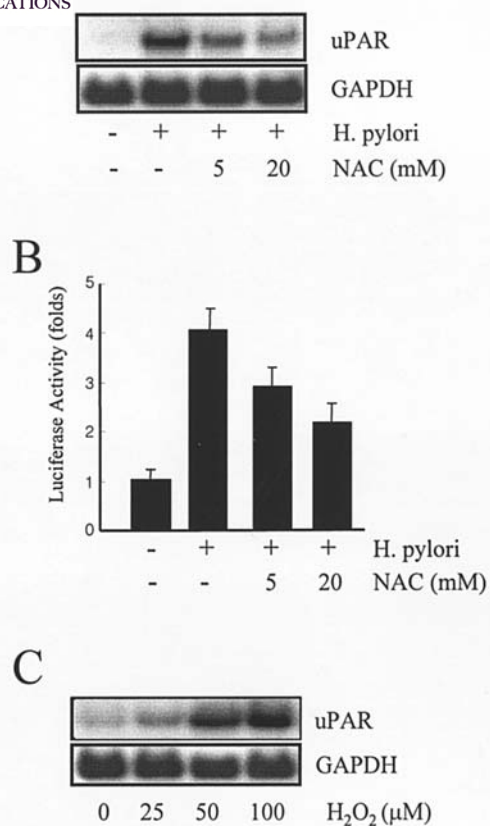 uPAR
GAPDH
- + + + H. pylori
- - 5 20 NAC (mM)
B
Luciferase Activity (folds)
5
4
3
2
1
0
- + + + H. pylori
- - 5 20 NAC (mM)
C
uPAR
GAPDH
0 25 50 100 H₂O₂ (µM)